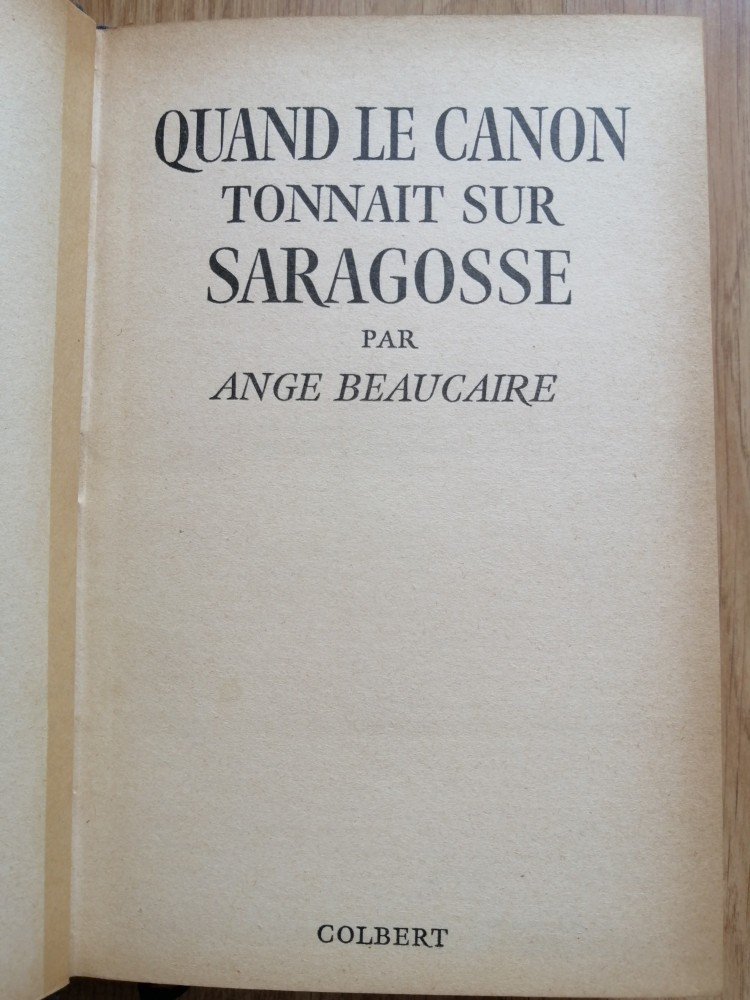 QUAND LE CANON
TONNAIT SUR
SARAGOSSE
PAR
ANGE BEAUCAIRE
COLBERT